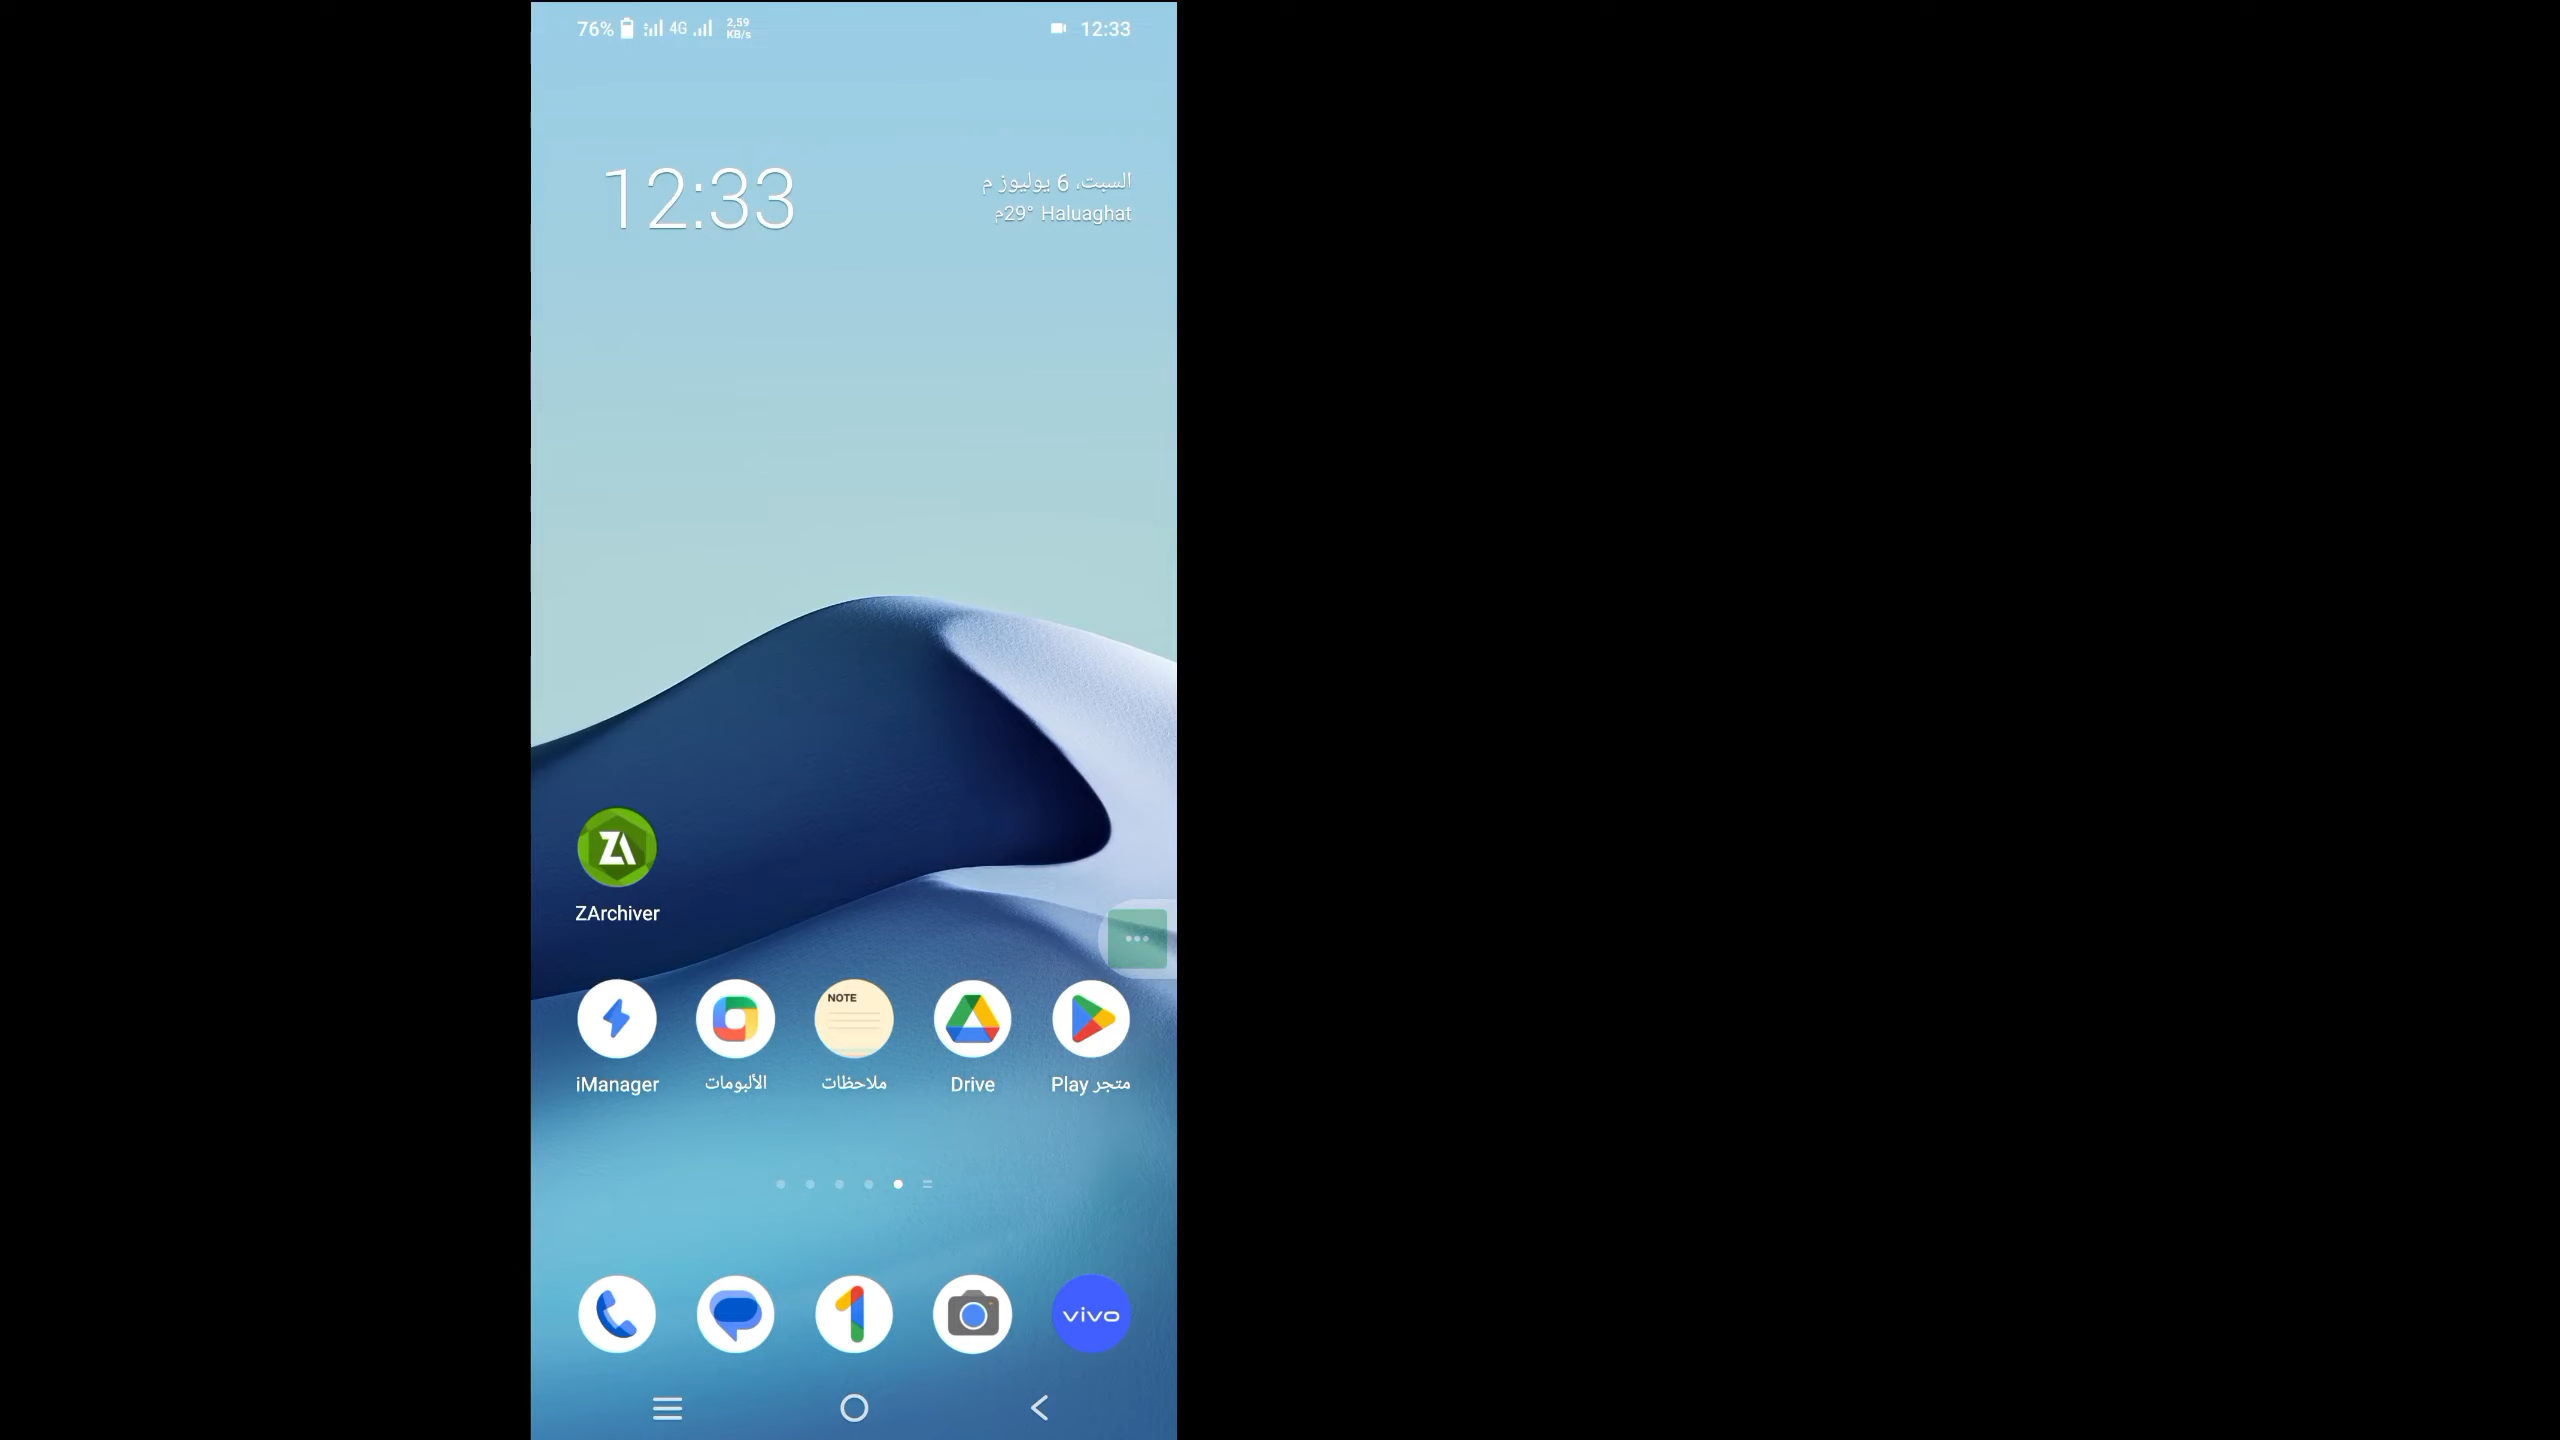 76% 4G 2,59 KB/s 12:33
12:33
السبت، 6 يوليوز م
29°م Haluaghat
ZArchiver
NOTE
iManager الألبومات ملاحظات Drive متجر Play
vivo